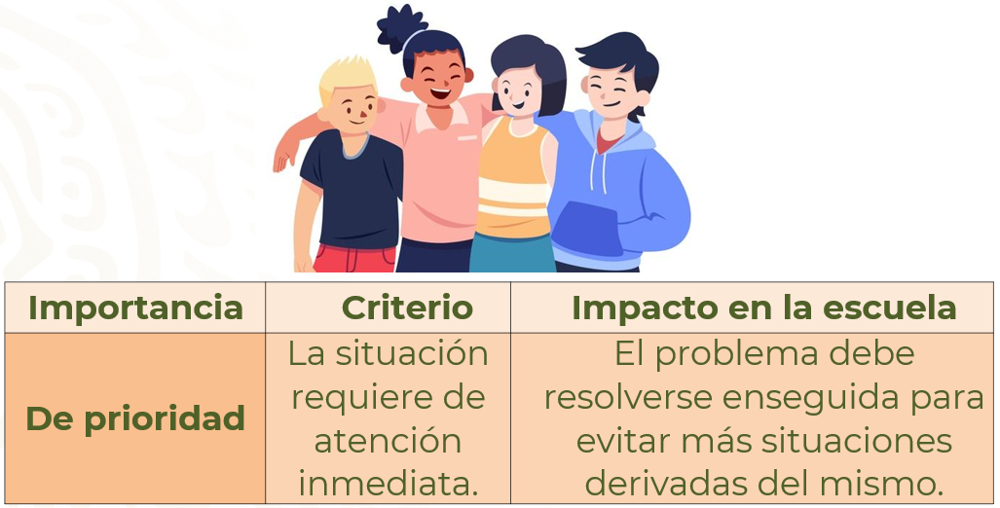 Importancia
Criterio
Impacto en la escuela
De prioridad
La situación
requiere de
atención
inmediata.
El problema debe
resolverse enseguida para
evitar más situaciones
derivadas del mismo.